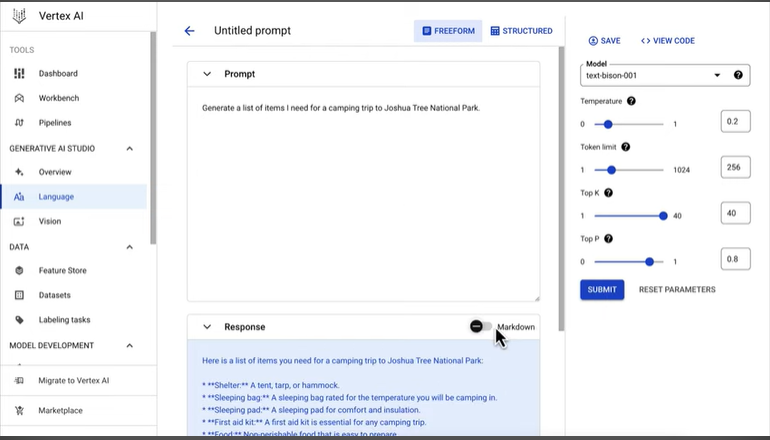 Vertex AI
TOOLS
Dashboard
Workbench
Pipelines
GENERATIVE AI STUDIO
Overview
Language
Vision
DATA
Feature Store
Datasets
Labeling tasks
MODEL DEVELOPMENT
Migrate to Vertex AI
Marketplace
Untitled prompt
FREEFORM
STRUCTURED
Prompt
Generate a list of items I need for a camping trip to Joshua Tree National Park.
Response
Markdown
Here is a list of items you need for a camping trip to Joshua Tree National Park:
* **Shelter:** A tent, tarp, or hammock.
* **Sleeping bag:** A sleeping bag rated for the temperature you will be camping in.
* **Sleeping pad:** A sleeping pad for comfort and insulation.
* **First aid kit:** A first aid kit is essential for any camping trip.
* **Food:** Non-perishable food that is easy to prepare.
SAVE
<> VIEW CODE
Model
text-bison-001
Temperature
0 1 0.2
Token limit
1 1024 256
Top K
1 40 40
Top P
0 1 0.8
SUBMIT
RESET PARAMETERS